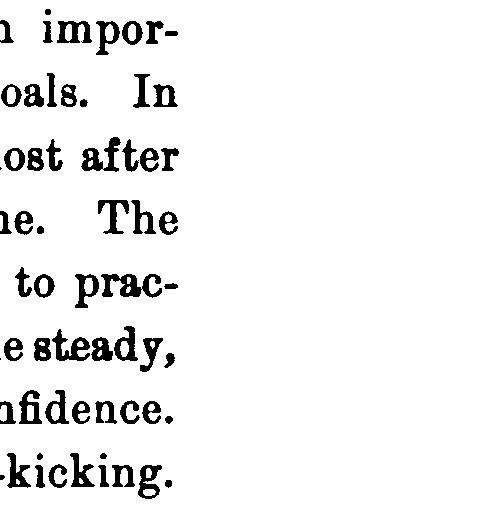 n impor-
oals. In
ost after
ne. The
to prac-
e steady,
nfidence.
-kicking.